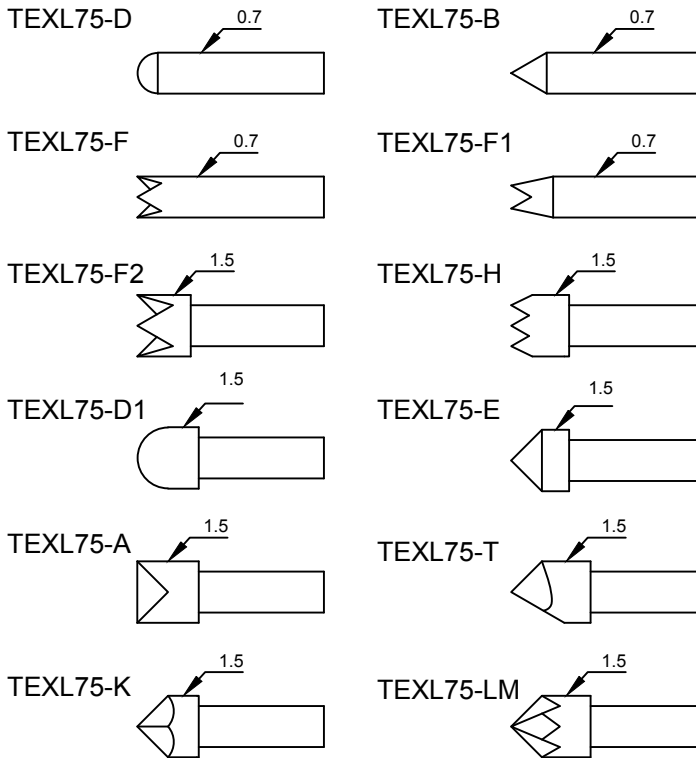 TEXL75-D
0.7
TEXL75-B
0.7
TEXL75-F
0.7
TEXL75-F1
0.7
TEXL75-F2
1.5
TEXL75-H
1.5
TEXL75-D1
1.5
TEXL75-E
1.5
TEXL75-A
1.5
TEXL75-T
1.5
TEXL75-K
1.5
TEXL75-LM
1.5